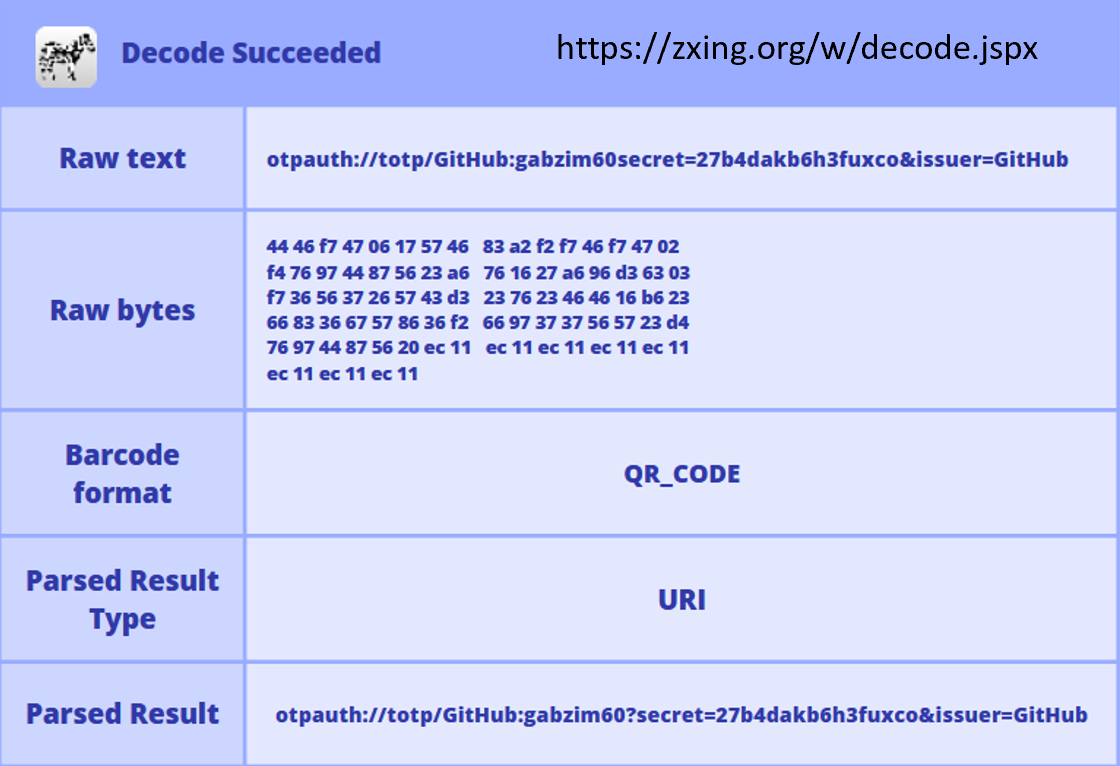 Decode Succeeded
https://zxing.org/w/decode.jspx
Raw text
otpauth://totp/GitHub:gabzim60secret=27b4dakb6h3fuxco&issuer=GitHub
Raw bytes
44 46 f7 47 06 17 57 46 83 a2 f2 f7 46 f7 47 02
f4 76 97 44 87 56 23 a6 76 16 27 a6 96 d3 63 03
f7 36 56 37 26 57 43 d3 23 76 23 46 46 16 b6 23
66 83 36 67 57 86 36 f2 66 97 37 37 56 57 23 d4
76 97 44 87 56 20 ec 11 ec 11 ec 11 ec 11 ec 11
ec 11 ec 11 ec 11
Barcode
format
QR_CODE
Parsed Result
Type
URI
Parsed Result
otpauth://totp/GitHub:gabzim60?secret=27b4dakb6h3fuxco&issuer=GitHub